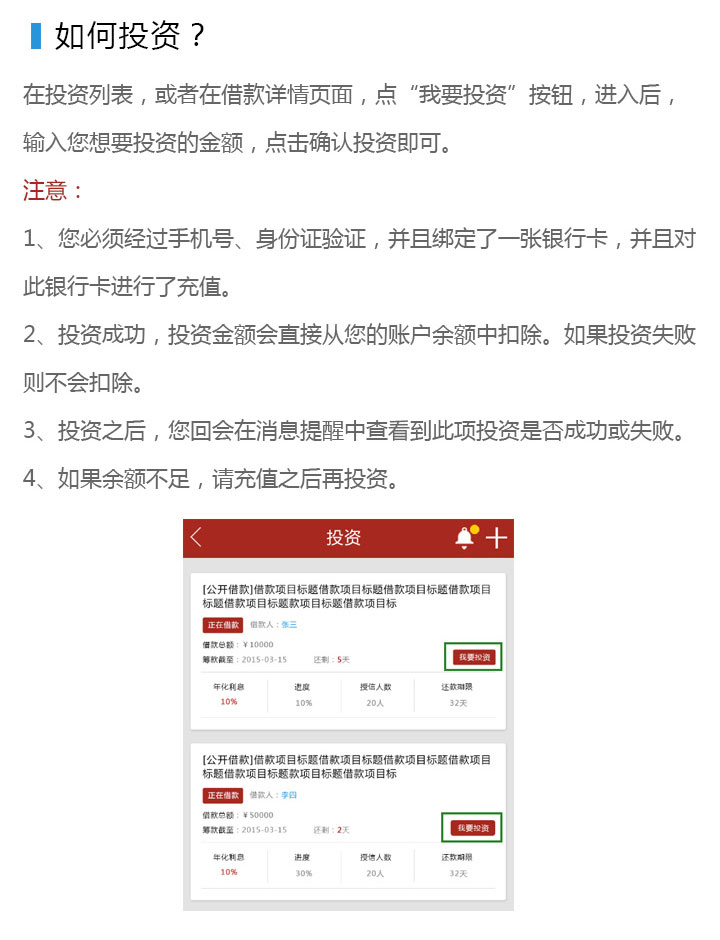 如何投资？
在投资列表，或者在借款详情页面，点“我要投资”按钮，进入后，
输入您想要投资的金额，点击确认投资即可。
注意：
1、您必须经过手机号、身份证验证，并且绑定了一张银行卡，并且对
此银行卡进行了充值。
2、投资成功，投资金额会直接从您的账户余额中扣除。如果投资失败
则不会扣除。
3、投资之后，您回会在消息提醒中查看到此项投资是否成功或失败。
4、如果余额不足，请充值之后再投资。
投资
[公开借款]借款项目标题借款项目标题借款项目标题借款项目
标题借款项目标题款项目标题借款项目标
正在借款 借款人：张三
借款总额：￥10000
筹款截至：2015-03-15 还剩：5天
我要投资
年化利息 进度 授信人数 还款期限
10% 10% 20人 32天
[公开借款]借款项目标题借款项目标题借款项目标题借款项目
标题借款项目标题款项目标题借款项目标
正在借款 借款人：李四
借款总额：￥50000
筹款截至：2015-03-15 还剩：2天
我要投资
年化利息 进度 授信人数 还款期限
10% 30% 20人 32天